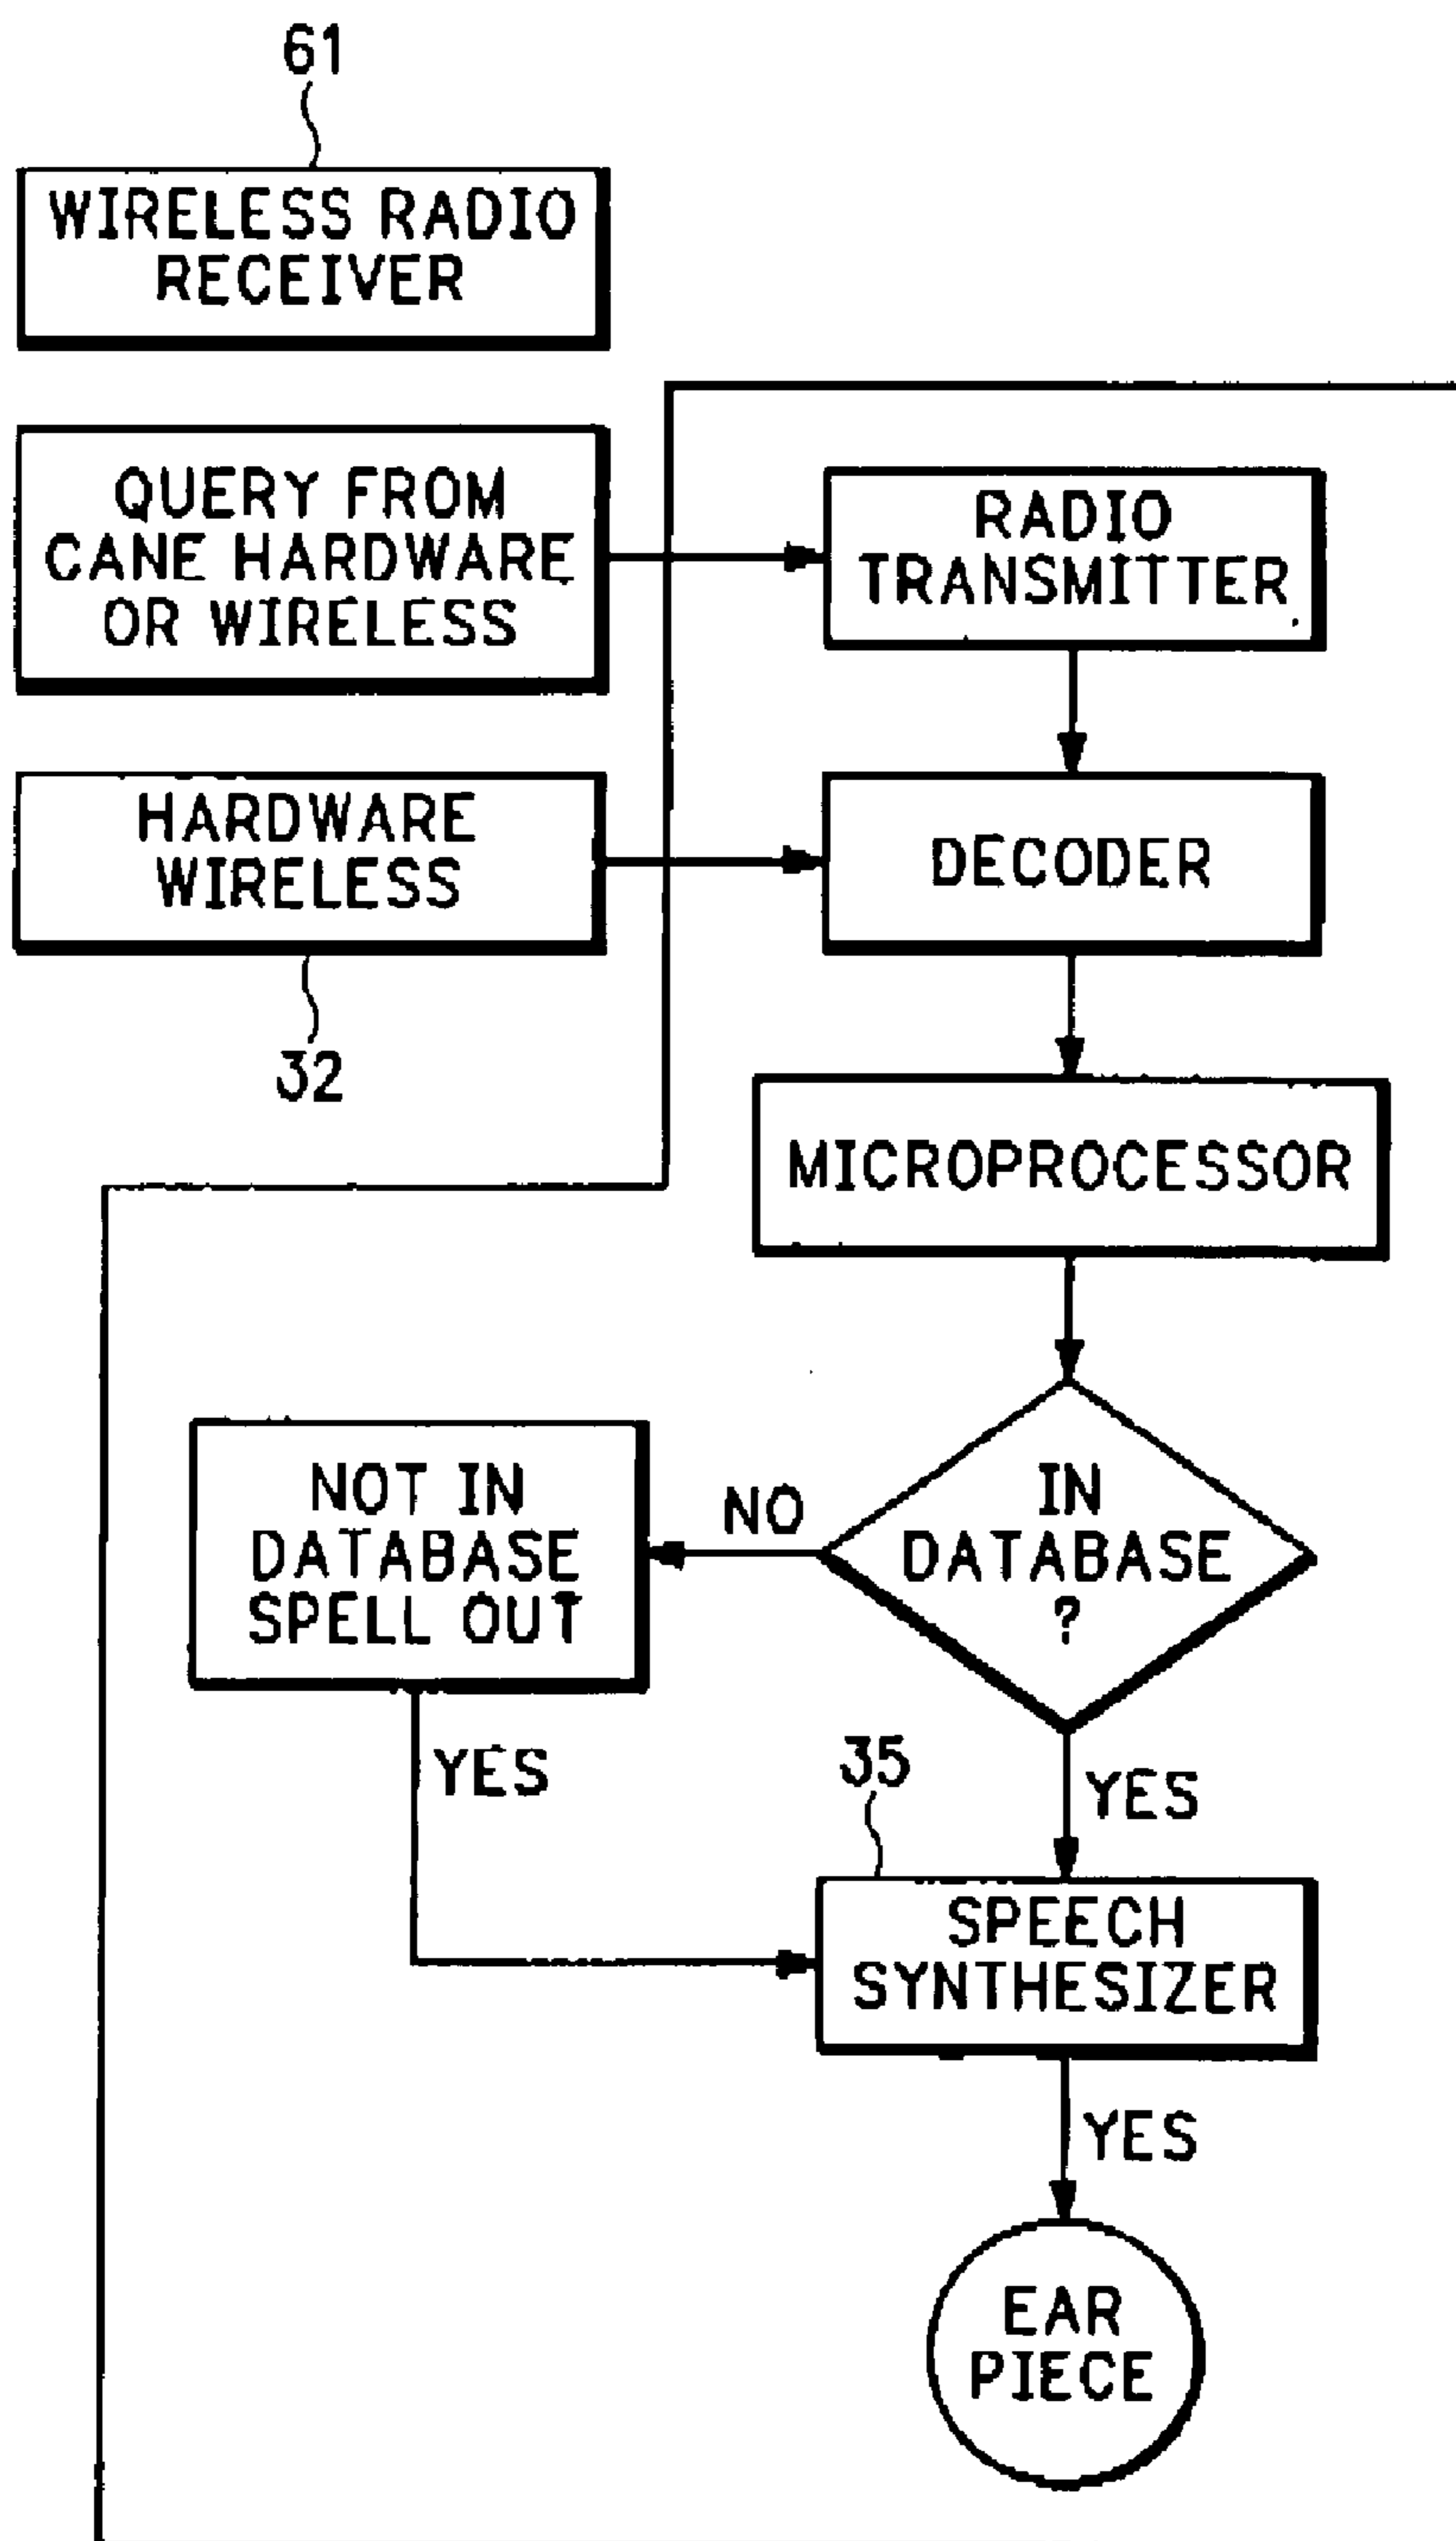 61
WIRELESS RADIO
RECEIVER
QUERY FROM
CANE HARDWARE
OR WIRELESS
RADIO
TRANSMITTER
HARDWARE
WIRELESS
32
DECODER
MICROPROCESSOR
IN
DATABASE
?
NO
NOT IN
DATABASE
SPELL OUT
YES
YES
35
SPEECH
SYNTHESIZER
YES
EAR
PIECE